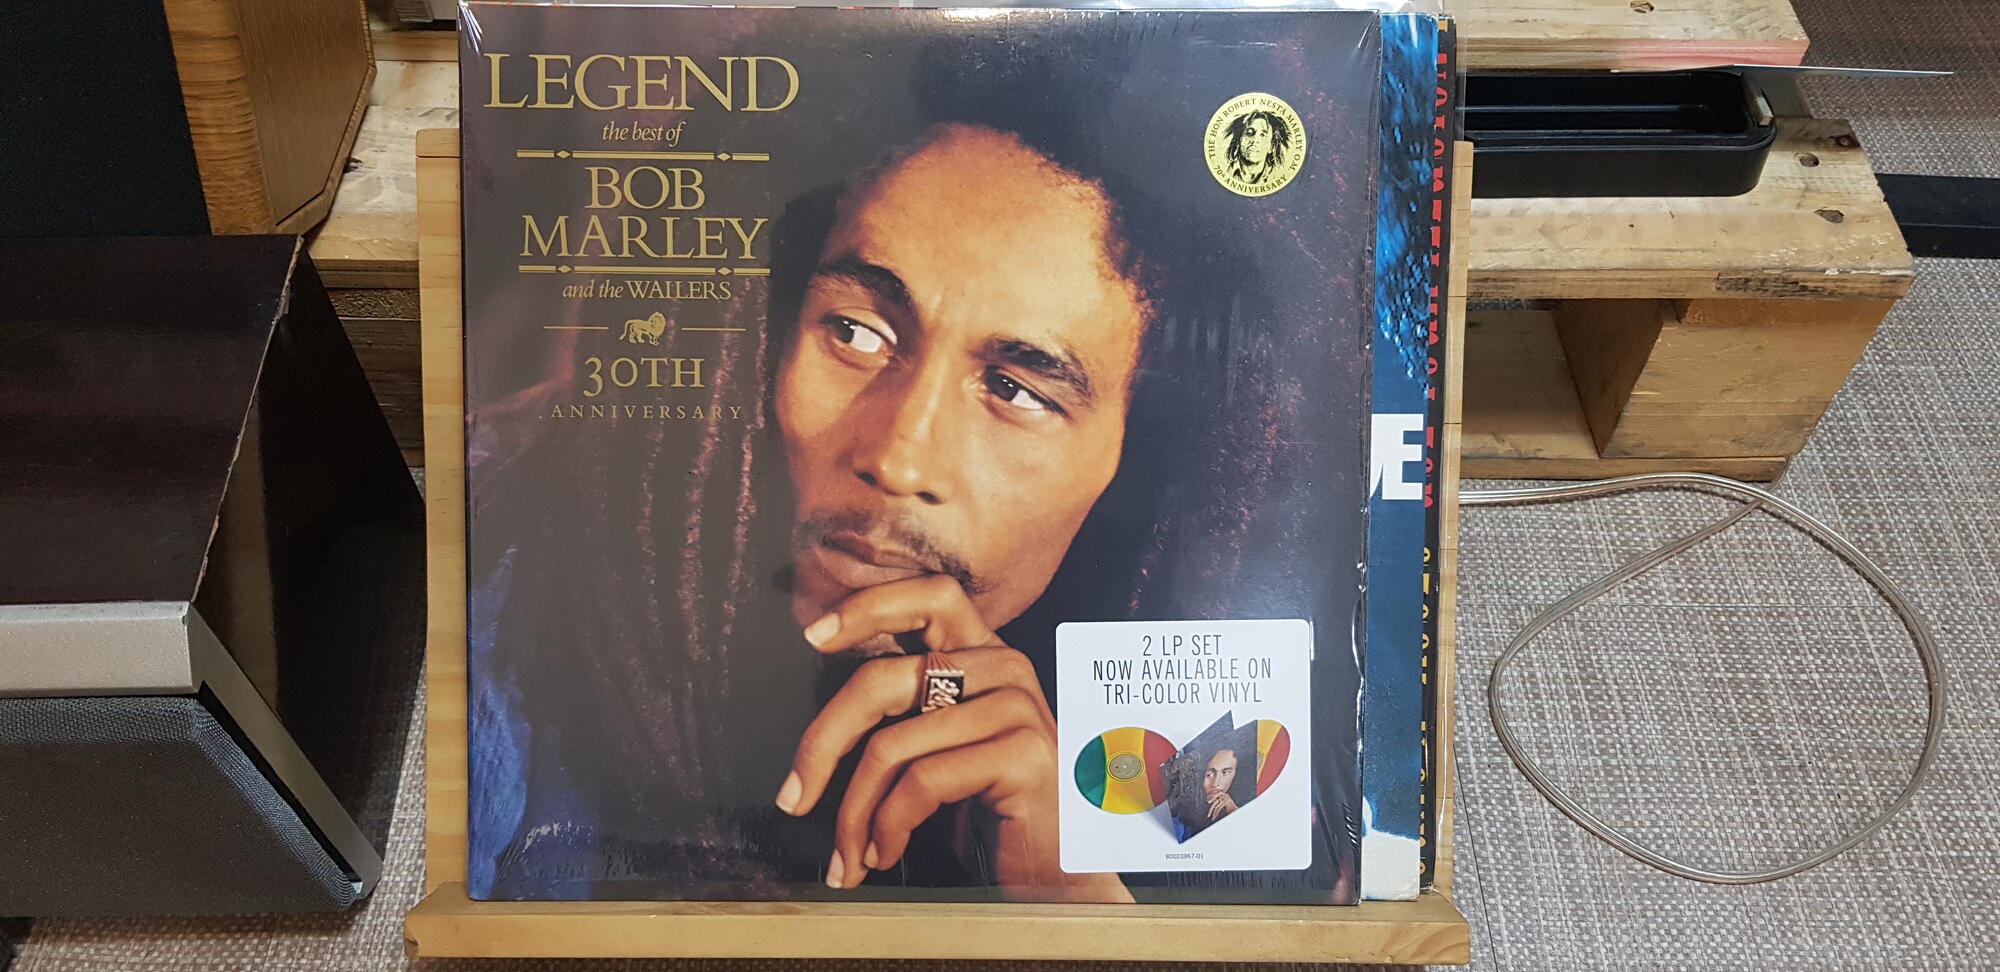 LEGEND
the best of
BOB
MARLEY
and the WAILERS
30TH
ANNIVERSARY
THE HON ROBERT NESTA MARLEY O.M.
70th ANNIVERSARY
2 LP SET
NOW AVAILABLE ON
TRI-COLOR VINYL
B0020867-01